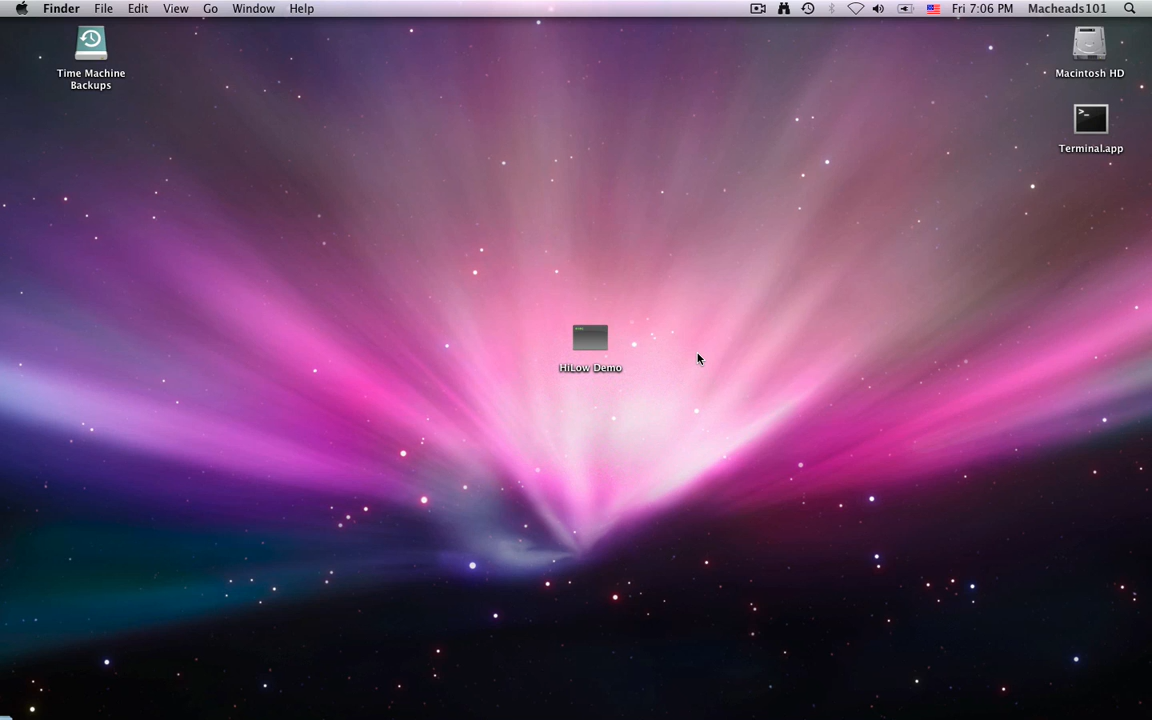 Finder File Edit View Go Window Help Fri 7:06 PM Macheads101
Time Machine
Backups
Macintosh HD
Terminal.app
HiLow Demo